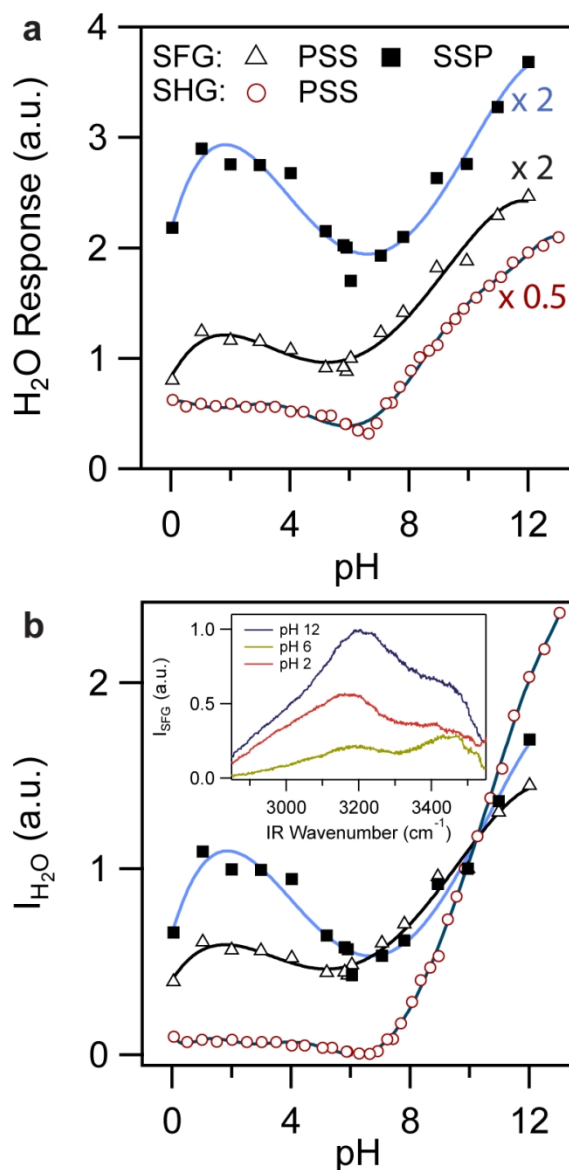 a
SFG: △ PSS ■ SSP
SHG: ○ PSS
x 2
x 2
x 0.5
H₂O Response (a.u.)
4
3
2
1
0
0 4 8 12
pH
b
pH 12
pH 6
pH 2
I_SFG (a.u.)
1.0
0.5
0.0
3000 3200 3400
IR Wavenumber (cm⁻¹)
I_H₂O (a.u.)
2
1
0
0 4 8 12
pH